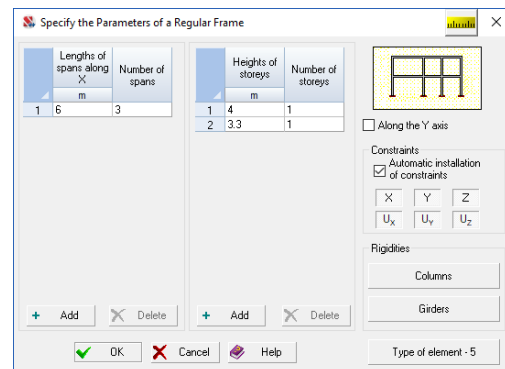 Specify the Parameters of a Regular Frame
Lengths of
spans along
X
Number of
spans
m
1 6 3
Heights of
storeys
Number of
storeys
m
1 4 1
2 3.3 1
Along the Y axis
Constraints
Automatic installation
of constraints
X Y Z
Ux UY UZ
Rigidities
Columns
Girders
+ Add Delete
+ Add Delete
OK Cancel Help
Type of element - 5